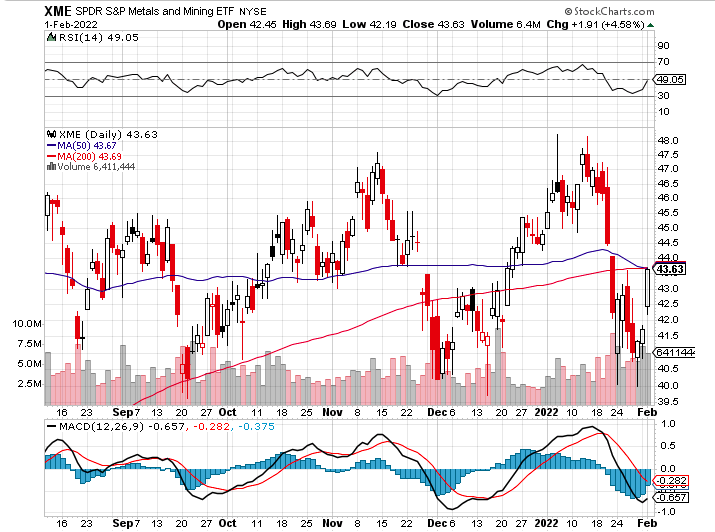 XME SPDR S&P Metals and Mining ETF NYSE © StockCharts.com
1-Feb-2022 Open 42.45 High 43.69 Low 42.19 Close 43.63 Volume 6.4M Chg +1.91 (+4.58%)
RSI(14) 49.05
90
70
49.05
30
10
XME (Daily) 43.63
MA(50) 43.67
MA(200) 43.69
Volume 6,411,444
48.0
47.5
47.0
46.5
46.0
45.5
45.0
44.5
44.0
43.63
43.0
42.5
42.0
41.5
6411444
40.5
40.0
39.5
10.0M
7.5M
5.0M
2.5M
16 23 Sep 7 13 20 27 Oct 11 18 25 Nov 8 15 22 Dec 6 13 20 27 2022 10 18 24 Feb
MACD(12,26,9) -0.657, -0.282, -0.375
1.0
0.5
0.0
-0.282
-0.657
-1.0
16 23 Sep 7 13 20 27 Oct 11 18 25 Nov 8 15 22 Dec 6 13 20 27 2022 10 18 24 Feb